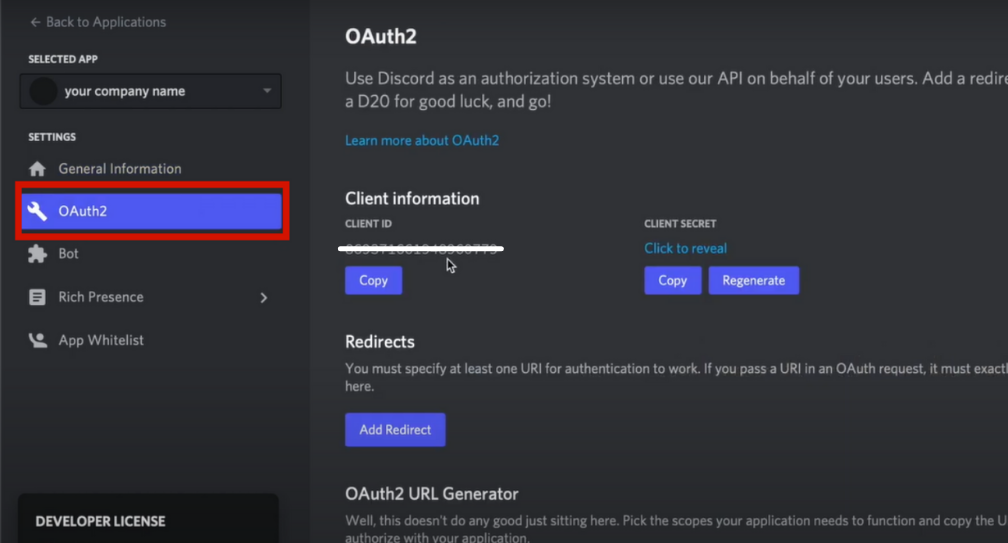 ← Back to Applications
SELECTED APP
your company name
SETTINGS
General Information
OAuth2
Bot
Rich Presence
App Whitelist
DEVELOPER LICENSE
OAuth2
Use Discord as an authorization system or use our API on behalf of your users. Add a redire
a D20 for good luck, and go!
Learn more about OAuth2
Client information
CLIENT ID
CLIENT SECRET
Click to reveal
Copy
Copy
Regenerate
Redirects
You must specify at least one URI for authentication to work. If you pass a URI in an OAuth request, it must exactl
here.
Add Redirect
OAuth2 URL Generator
Well, this doesn't do any good just sitting here. Pick the scopes your application needs to function and copy the U
authorize with your application.